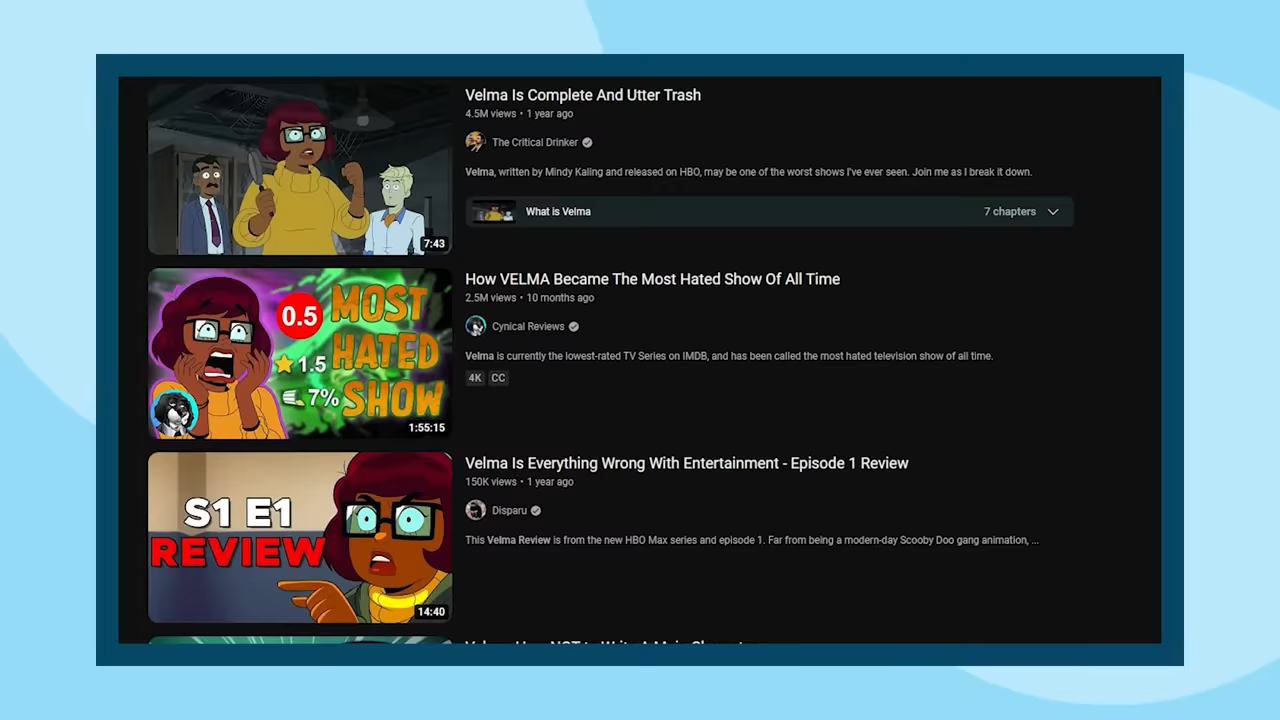 Velma Is Complete And Utter Trash
4.5M views • 1 year ago
The Critical Drinker
Velma, written by Mindy Kaling and released on HBO, may be one of the worst shows I've ever seen. Join me as I break it down.
What is Velma
7 chapters
7:43
How VELMA Became The Most Hated Show Of All Time
2.5M views • 10 months ago
Cynical Reviews
Velma is currently the lowest-rated TV Series on IMDB, and has been called the most hated television show of all time.
4K CC
0.5
MOST
HATED
SHOW
1.5
7%
1:55:15
Velma Is Everything Wrong With Entertainment - Episode 1 Review
150K views • 1 year ago
Disparu
This Velma Review is from the new HBO Max series and episode 1. Far from being a modern-day Scooby Doo gang animation, ...
S1 E1
REVIEW
14:40